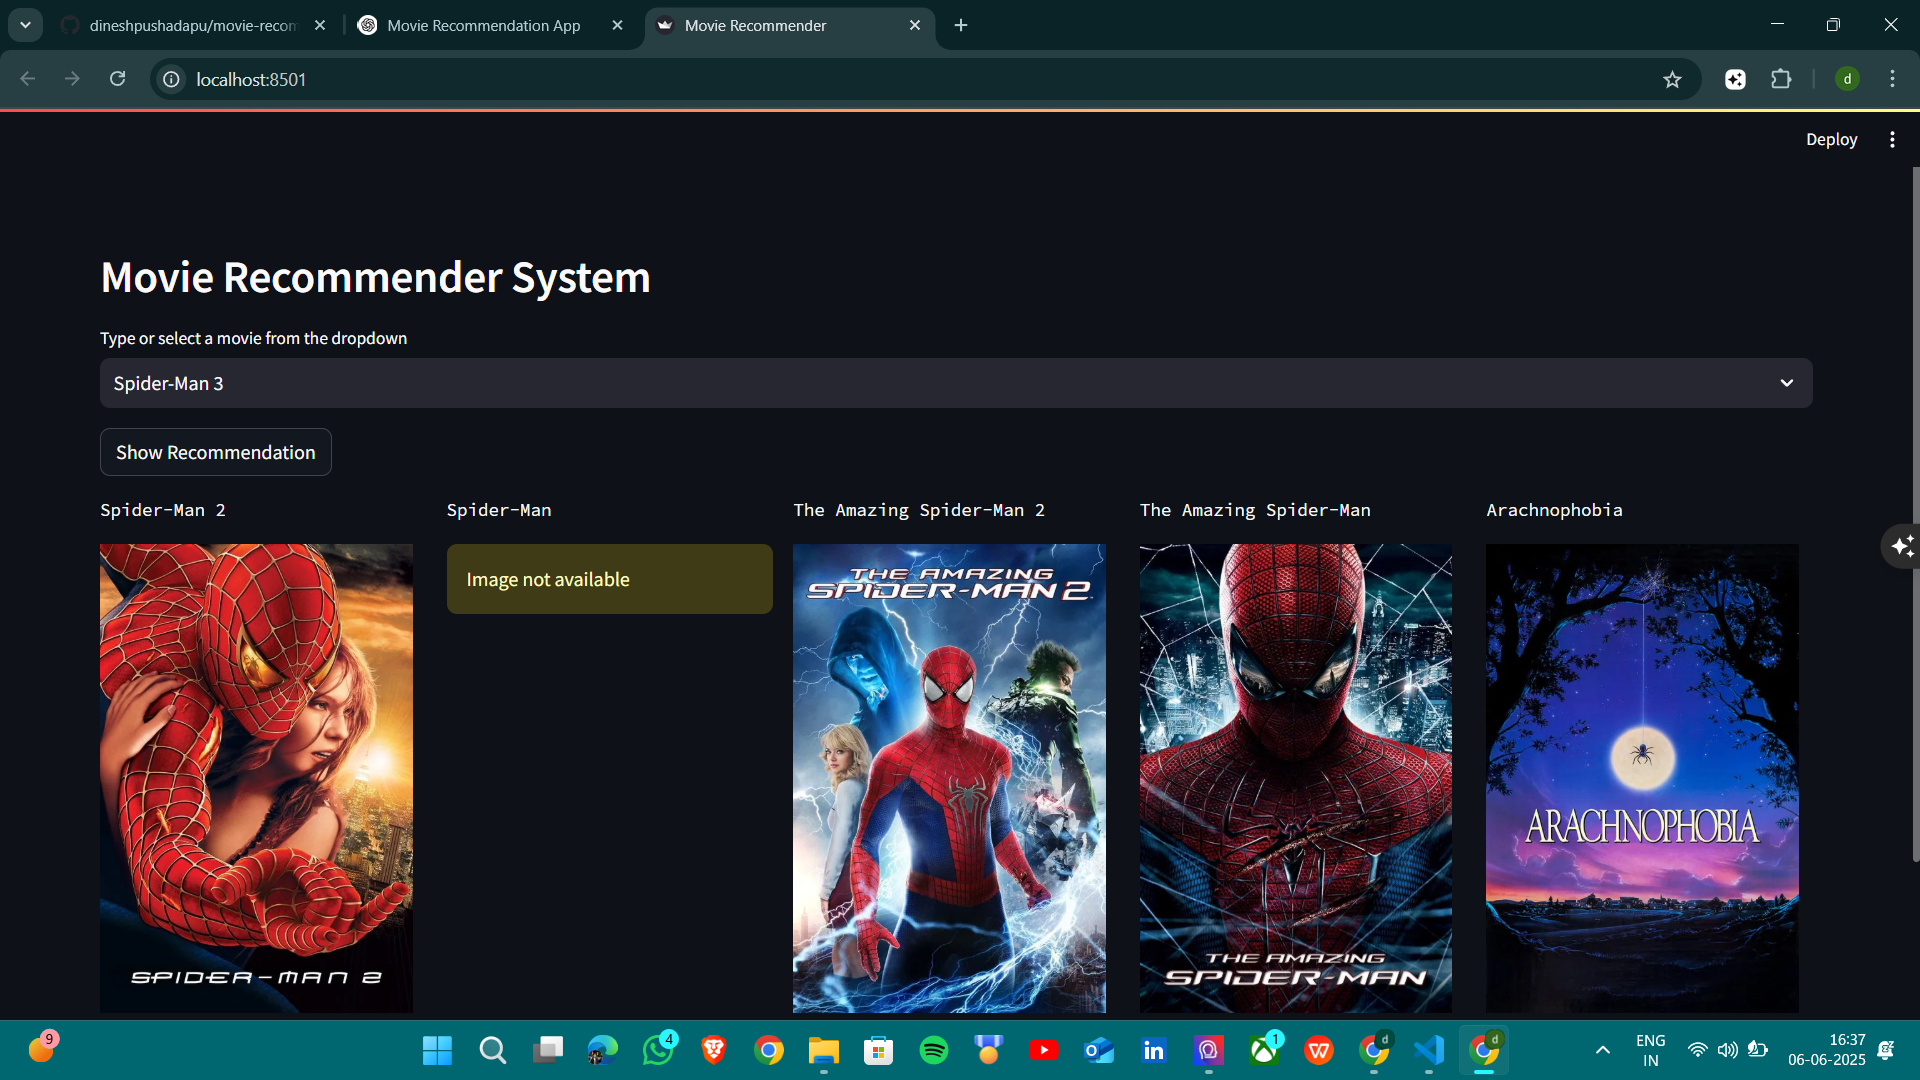 dineshpushadapu/movie-recom
Movie Recommendation App
Movie Recommender
localhost:8501
d
Deploy
Movie Recommender System
Type or select a movie from the dropdown
Spider-Man 3
Show Recommendation
Spider-Man 2
Spider-Man
The Amazing Spider-Man 2
The Amazing Spider-Man
Arachnophobia
SPIDER-MAN 2
Image not available
THE AMAZING
SPIDER-MAN 2
THE AMAZING
SPIDER-MAN
ARACHNOPHOBIA
9
4
in
1
d
d
ENG
IN
16:37
06-06-2025